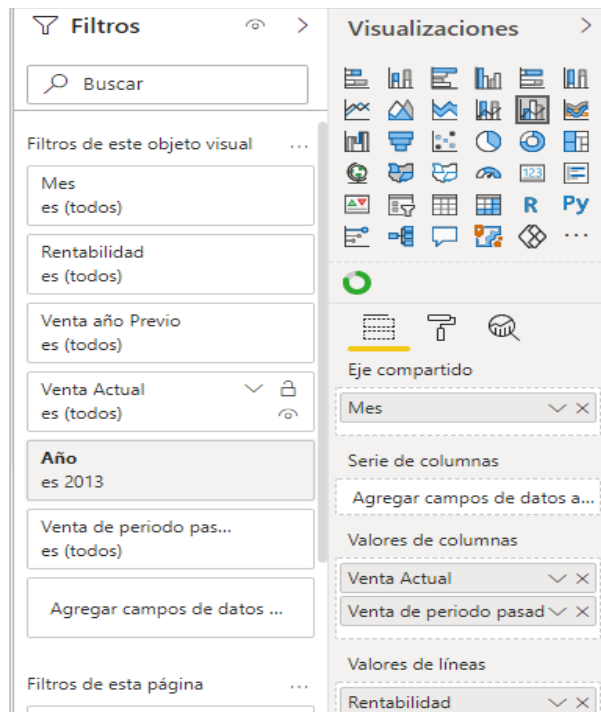 Filtros
Buscar
Filtros de este objeto visual
...
Mes
es (todos)
Rentabilidad
es (todos)
Venta año Previo
es (todos)
Venta Actual
es (todos)
Año
es 2013
Venta de periodo pas...
es (todos)
Agregar campos de datos ...
Filtros de esta página
...
Visualizaciones
123
R
Py
...
Eje compartido
Mes
Serie de columnas
Agregar campos de datos a...
Valores de columnas
Venta Actual
Venta de periodo pasad
Valores de líneas
Rentabilidad